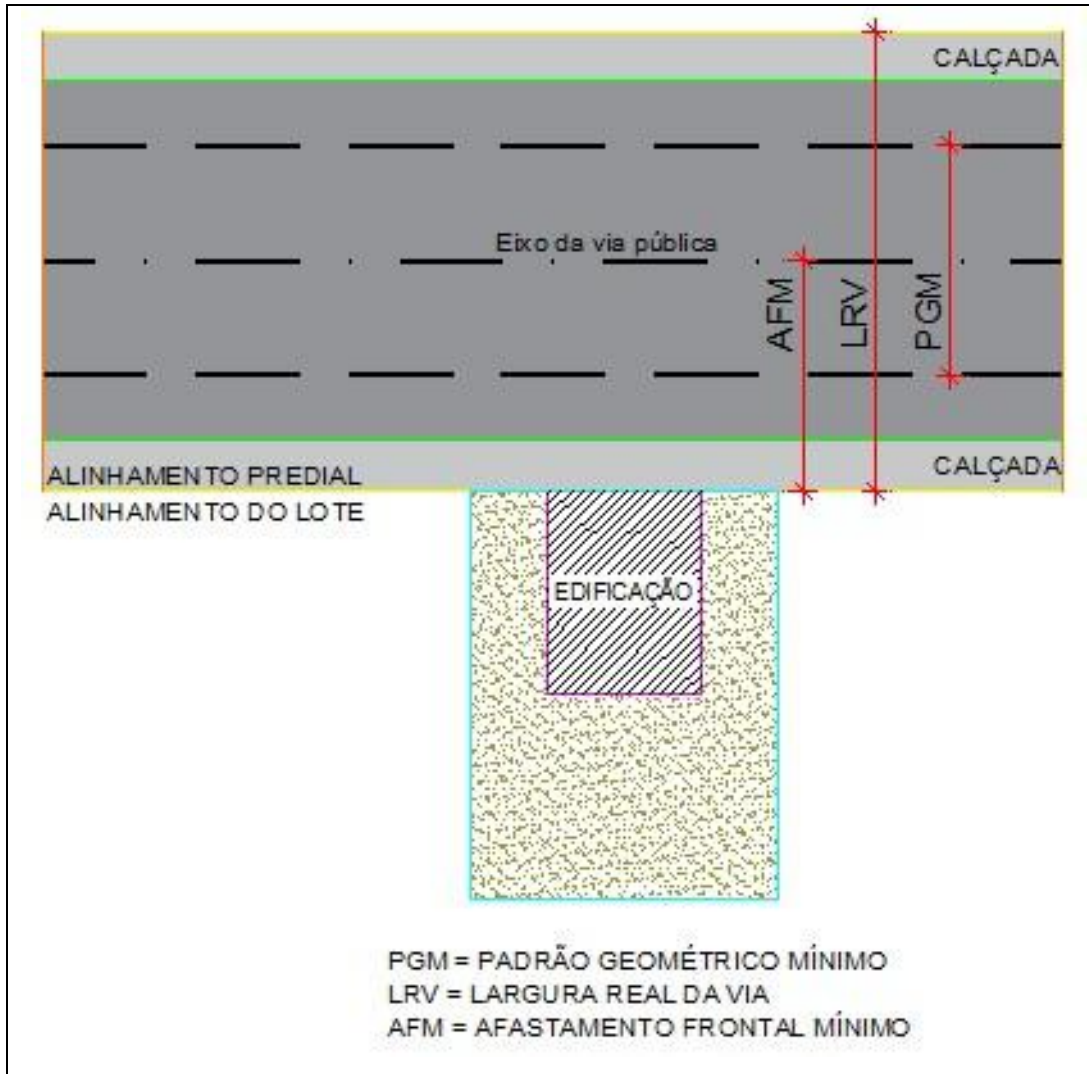 CALÇADA
Eixo da via pública
AFM
LRV
PGM
ALINHAMENTO PREDIAL
CALÇADA
ALINHAMENTO DO LOTE
EDIFICAÇÃO
PGM = PADRÃO GEOMÉTRICO MÍNIMO
LRV = LARGURA REAL DA VIA
AFM = AFASTAMENTO FRONTAL MÍNIMO